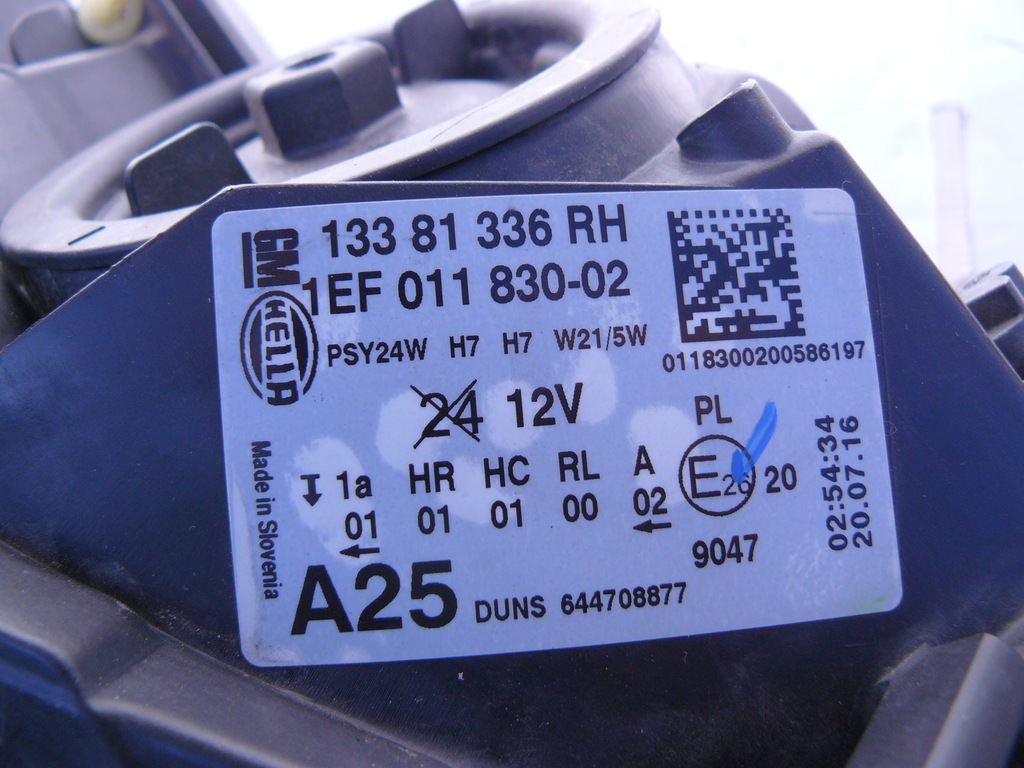 GM
133 81 336 RH
1EF 011 830-02
HELLA
PSY24W H7 H7 W21/5W
0118300200586197
24 12V
PL
1a HR HC RL A
01 01 01 00 02
E26 20
9047
A25
DUNS 644708877
Made in Slovenia
02:54:34
20.07.16